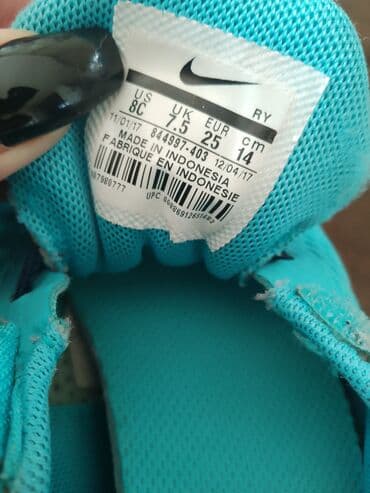 US UK EUR cm RY
8C 7.5 25 14
11/01/17 844997-403 12/04/17
MADE IN INDONESIA
FABRIQUE EN INDONESIE